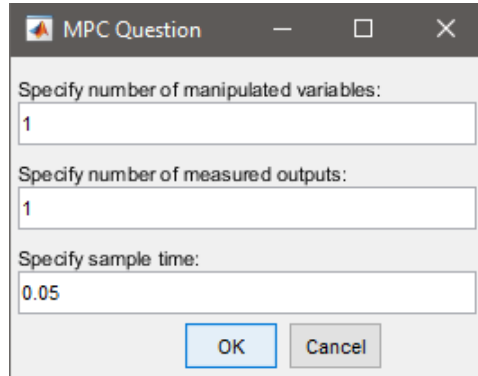 MPC Question
Specify number of manipulated variables:
1
Specify number of measured outputs:
1
Specify sample time:
0.05
OK Cancel